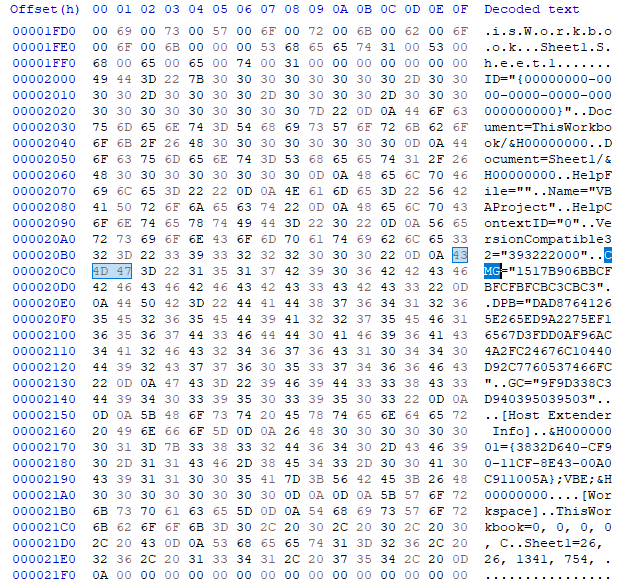 Offset(h) 00 01 02 03 04 05 06 07 08 09 0A 0B 0C 0D 0E 0F Decoded text
00001FD0 00 69 00 73 00 57 00 6F 00 72 00 6B 00 62 00 6F .i.s.W.o.r.k.b.o
00001FE0 00 6F 00 6B 00 00 00 53 68 65 65 74 31 00 53 00 .o.k...Sheet1.S.
00001FF0 68 00 65 00 65 00 74 00 31 00 00 00 00 00 00 00 h.e.e.t.1.......
00002000 49 44 3D 22 7B 30 30 30 30 30 30 30 30 2D 30 30 ID="{00000000-00
00002010 30 30 2D 30 30 30 30 2D 30 30 30 30 2D 30 30 30 00-0000-0000-000
00002020 30 30 30 30 30 30 30 30 30 7D 22 0D 0A 44 6F 63 000000000}"..Doc
00002030 75 6D 65 6E 74 3D 54 68 69 73 57 6F 72 6B 62 6F ument=ThisWorkbo
00002040 6F 6B 2F 26 48 30 30 30 30 30 30 30 30 0D 0A 44 ok/&H00000000..D
00002050 6F 63 75 6D 65 6E 74 3D 53 68 65 65 74 31 2F 26 ocument=Sheet1/&
00002060 48 30 30 30 30 30 30 30 30 0D 0A 48 65 6C 70 46 H00000000..HelpF
00002070 69 6C 65 3D 22 22 0D 0A 4E 61 6D 65 3D 22 56 42 ile=""..Name="VB
00002080 41 50 72 6F 6A 65 63 74 22 0D 0A 48 65 6C 70 43 AProject"..HelpC
00002090 6F 6E 74 65 78 74 49 44 3D 22 30 22 0D 0A 56 65 ontextID="0"..Ve
000020A0 72 73 69 6F 6E 43 6F 6D 70 61 74 69 62 6C 65 33 rsionCompatible3
000020B0 32 3D 22 33 39 33 32 32 32 30 30 30 22 0D 0A 43 2="393222000"..C
000020C0 4D 47 3D 22 31 35 31 37 42 39 30 36 42 42 43 46 MG="1517B906BBCF
000020D0 42 46 43 46 42 46 43 42 43 33 43 42 43 33 22 0D BFCFBFCBC3CBC3".
000020E0 0A 44 50 42 3D 22 44 41 44 38 37 36 34 31 32 36 .DPB="DAD8764126
000020F0 35 45 32 36 35 45 44 39 41 32 32 37 35 45 46 31 5E265ED9A2275EF1
00002100 36 35 36 37 44 33 46 44 44 30 41 46 39 36 41 43 6567D3FDD0AF96AC
00002110 34 41 32 46 43 32 34 36 37 36 43 31 30 34 34 30 4A2FC24676C10440
00002120 44 39 32 43 37 37 36 30 35 33 37 34 36 36 46 43 D92C7760537466FC
00002130 22 0D 0A 47 43 3D 22 39 46 39 44 33 33 38 43 33 "..GC="9F9D338C3
00002140 44 39 34 30 33 39 35 30 33 39 35 30 33 22 0D 0A D940395039503"..
00002150 0D 0A 5B 48 6F 73 74 20 45 78 74 65 6E 64 65 72 ..[Host Extender
00002160 20 49 6E 66 6F 5D 0D 0A 26 48 30 30 30 30 30 30  Info]..&H000000
00002170 30 31 3D 7B 33 38 33 32 44 36 34 30 2D 43 46 39 01={3832D640-CF9
00002180 30 2D 31 31 43 46 2D 38 45 34 33 2D 30 30 41 30 0-11CF-8E43-00A0
00002190 43 39 31 31 30 30 35 41 7D 3B 56 42 45 3B 26 48 C911005A};VBE;&H
000021A0 30 30 30 30 30 30 30 30 0D 0A 0D 0A 5B 57 6F 72 00000000....[Wor
000021B0 6B 73 70 61 63 65 5D 0D 0A 54 68 69 73 57 6F 72 kspace]..ThisWor
000021C0 6B 62 6F 6F 6B 3D 30 2C 20 30 2C 20 30 2C 20 30 kbook=0, 0, 0, 0
000021D0 2C 20 43 0D 0A 53 68 65 65 74 31 3D 32 36 2C 20 , C..Sheet1=26, 
000021E0 32 36 2C 20 31 33 34 31 2C 20 37 35 34 2C 20 0D 26, 1341, 754, .
000021F0 0A 00 00 00 00 00 00 00 00 00 00 00 00 00 00 00 ................